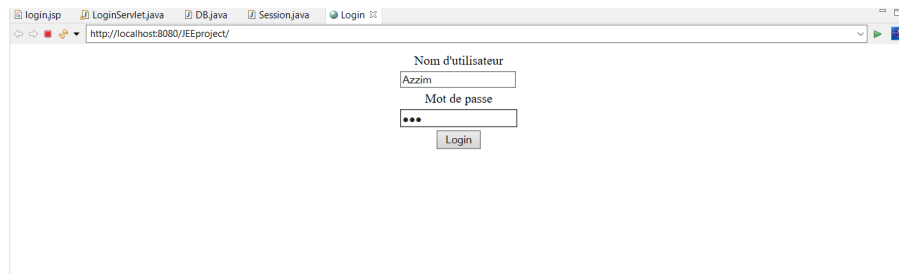 login.jsp LoginServlet.java DB.java Session.java Login
http://localhost:8080/JEEproject/
Nom d'utilisateur
Azzim
Mot de passe
●●●
Login